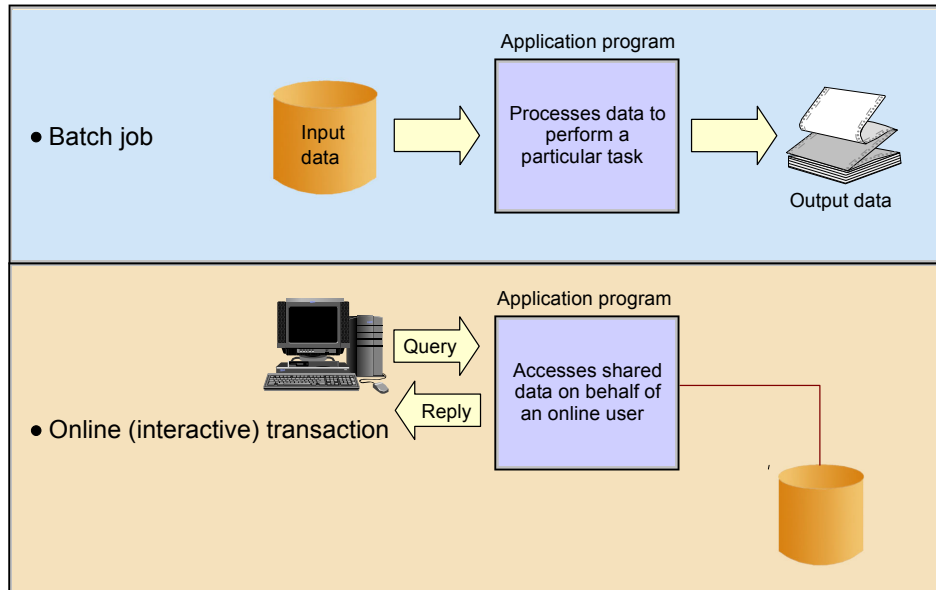 Application program
● Batch job
Input
data
Processes data to
perform a
particular task
Output data
Application program
Query
Reply
● Online (interactive) transaction
Accesses shared
data on behalf of
an online user